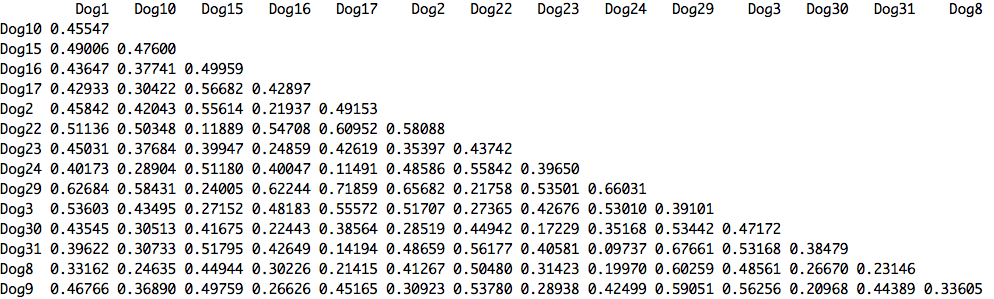 Dog1 Dog10 Dog15 Dog16 Dog17 Dog2 Dog22 Dog23 Dog24 Dog29 Dog3 Dog30 Dog31 Dog8
Dog10 0.45547
Dog15 0.49006 0.47600
Dog16 0.43647 0.37741 0.49959
Dog17 0.42933 0.30422 0.56682 0.42897
Dog2 0.45842 0.42043 0.55614 0.21937 0.49153
Dog22 0.51136 0.50348 0.11889 0.54708 0.60952 0.58088
Dog23 0.45031 0.37684 0.39947 0.24859 0.42619 0.35397 0.43742
Dog24 0.40173 0.28904 0.51180 0.40047 0.11491 0.48586 0.55842 0.39650
Dog29 0.62684 0.58431 0.24005 0.62244 0.71859 0.65682 0.21758 0.53501 0.66031
Dog3 0.53603 0.43495 0.27152 0.48183 0.55572 0.51707 0.27365 0.42676 0.53010 0.39101
Dog30 0.43545 0.30513 0.41675 0.22443 0.38564 0.28519 0.44942 0.17229 0.35168 0.53442 0.47172
Dog31 0.39622 0.30733 0.51795 0.42649 0.14194 0.48659 0.56177 0.40581 0.09737 0.67661 0.53168 0.38479
Dog8 0.33162 0.24635 0.44944 0.30226 0.21415 0.41267 0.50480 0.31423 0.19970 0.60259 0.48561 0.26670 0.23146
Dog9 0.46766 0.36890 0.49759 0.26626 0.45165 0.30923 0.53780 0.28938 0.42499 0.59051 0.56256 0.20968 0.44389 0.33605